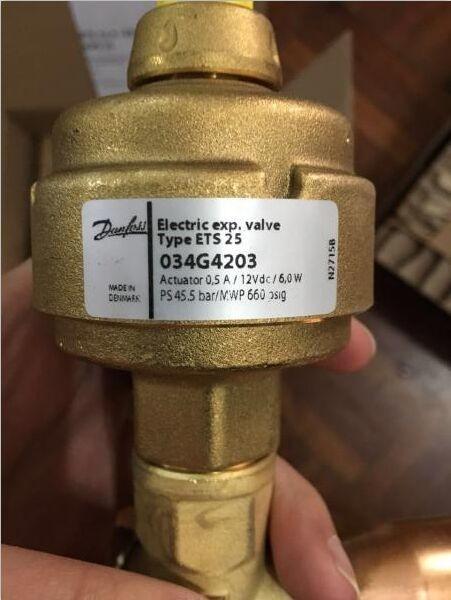 Danfoss
Electric exp. valve
Type ETS 25
034G4203
Actuator 0,5 A / 12Vdc / 6,0 W
PS 45.5 bar/MWP 660 psig
MADE IN
DENMARK
N2715B